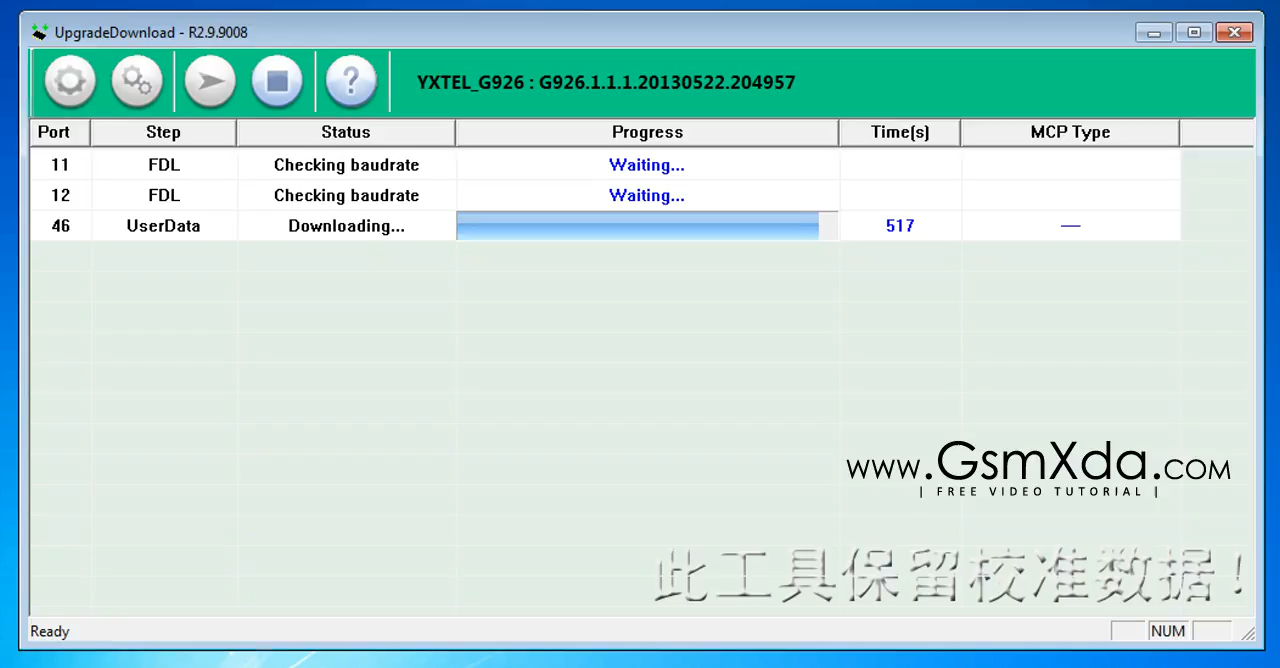 UpgradeDownload - R2.9.9008
YXTEL_G926 : G926.1.1.1.20130522.204957
Port Step Status Progress Time(s) MCP Type
11 FDL Checking baudrate Waiting...
12 FDL Checking baudrate Waiting...
46 UserData Downloading... 517 —
www.GsmXda.com
| FREE VIDEO TUTORIAL |
此工具保留校准数据!
Ready NUM